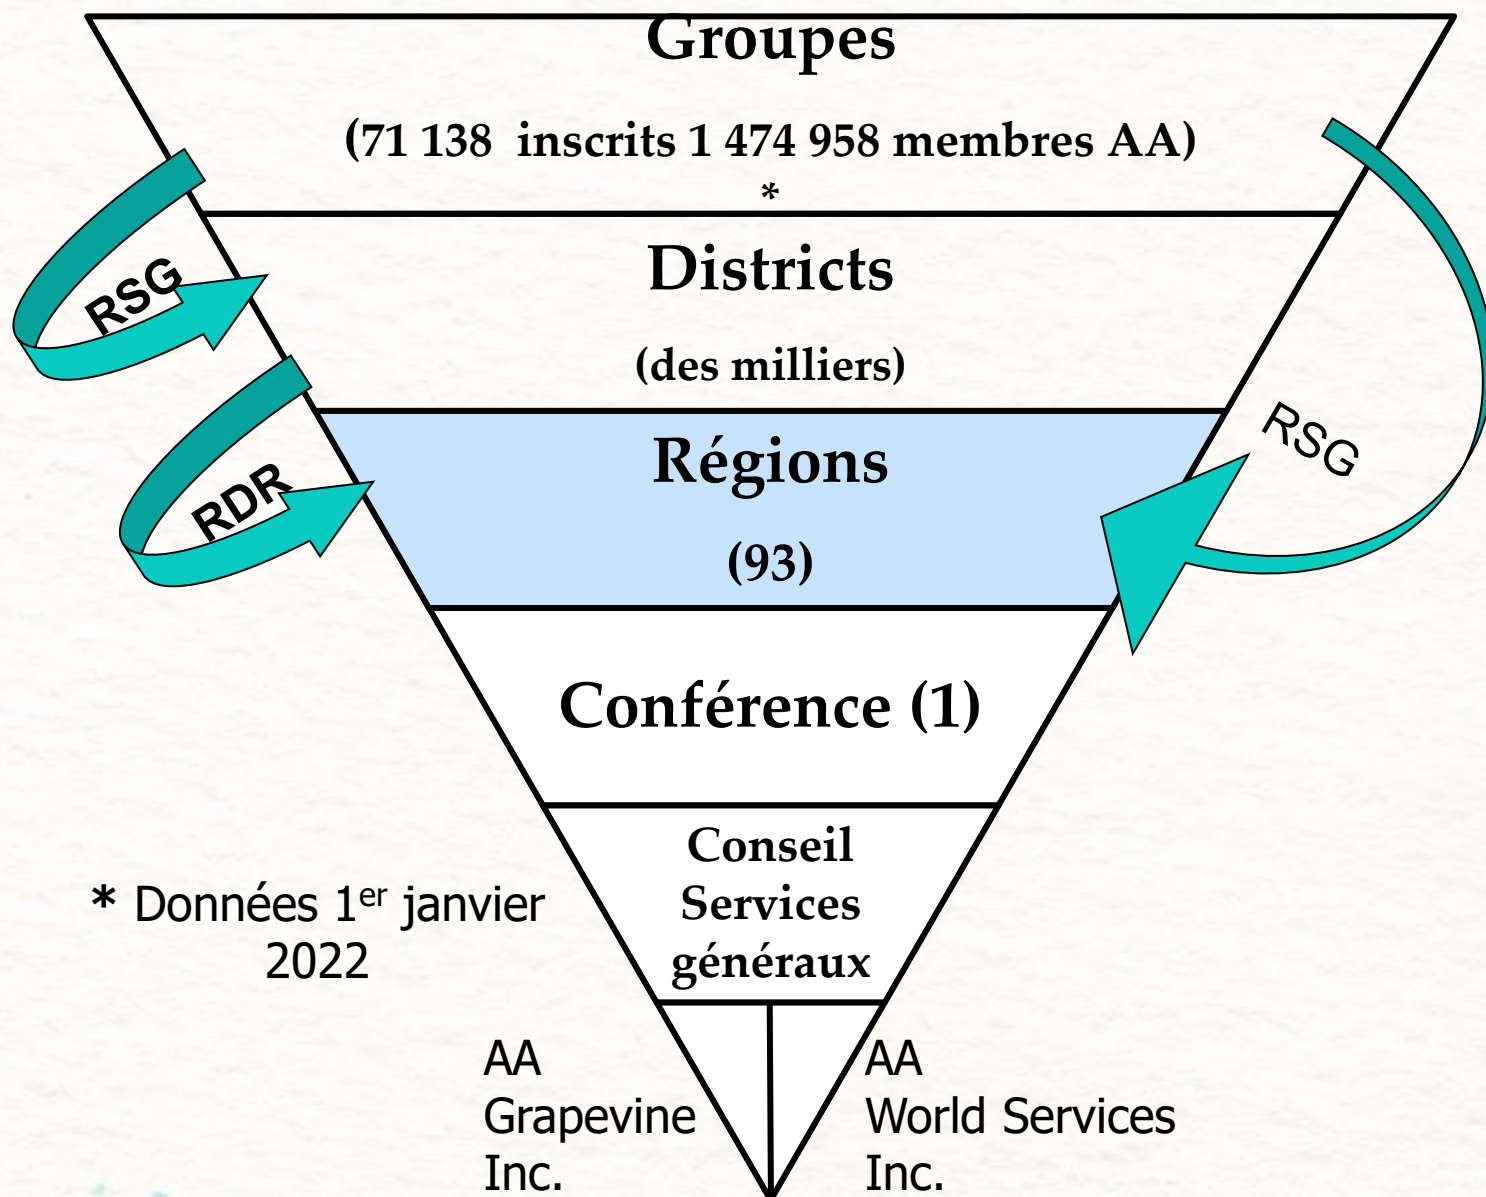 Groupes
(71 138 inscrits 1 474 958 membres AA)
*
Districts
(des milliers)
RSG
Régions
(93)
RDR
RSG
Conférence (1)
Conseil
Services
généraux
* Données 1er janvier
2022
AA
Grapevine
Inc.
AA
World Services
Inc.